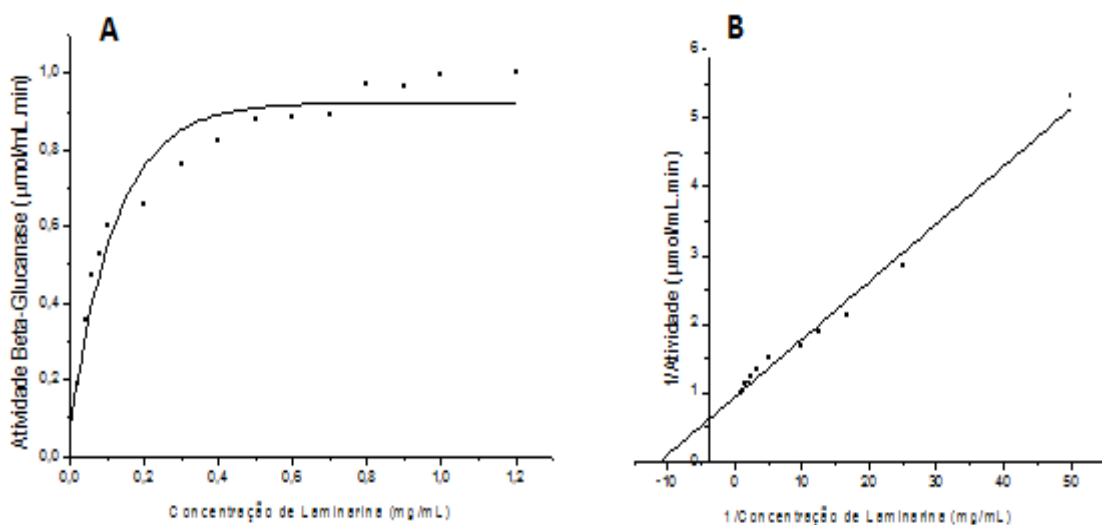 A
Atividade Beta-Glucanase (µmol/mL.min)
1,0
0,8
0,6
0,4
0,2
0,0
0,0 0,2 0,4 0,6 0,8 1,0 1,2
Concentração de Laminarina (mg/mL)
B
1/Atividade (µmol/mL.min)
6
5
4
3
2
1
0
-10 0 10 20 30 40 50
1/Concentração de Laminarina (mg/mL)